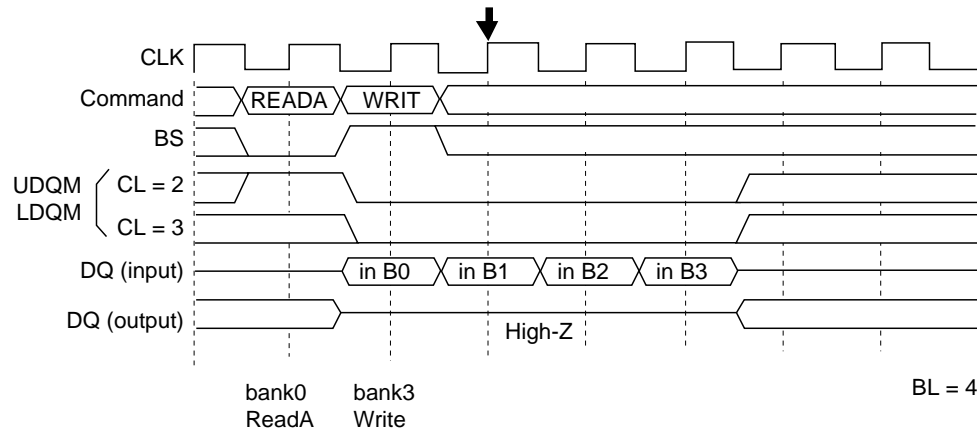 CLK
Command READA WRIT
BS
UDQM
LDQM
CL = 2
CL = 3
DQ (input) in B0 in B1 in B2 in B3
DQ (output)
High-Z
bank0 bank3
ReadA Write
BL = 4